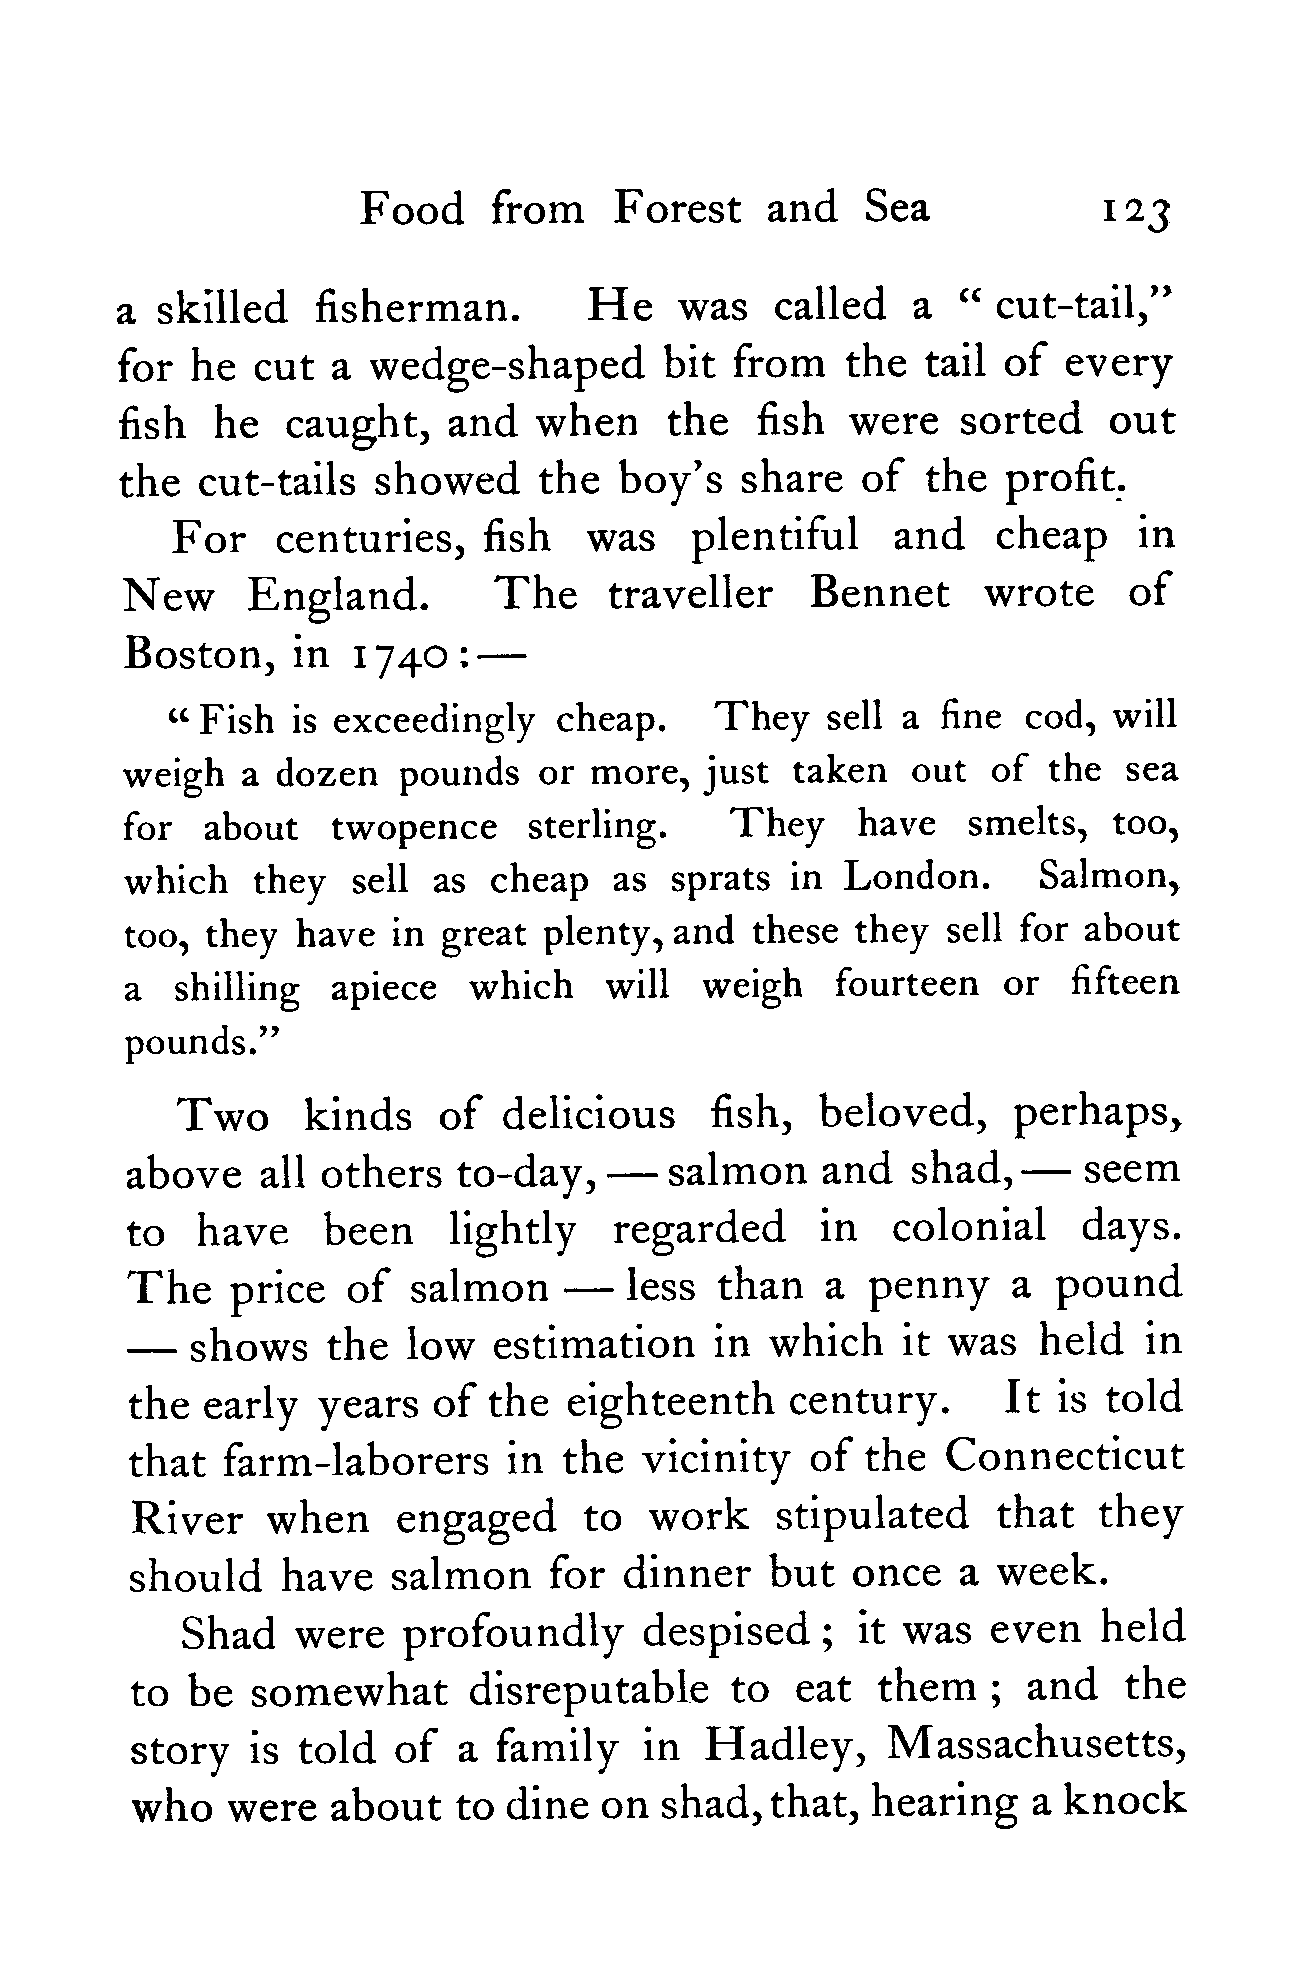 Food from Forest and Sea 123
a skilled fisherman. He was called a “ cut-tail,”
for he cut a wedge-shaped bit from the tail of every
fish he caught, and when the fish were sorted out
the cut-tails showed the boy’s share of the profit.
For centuries, fish was plentiful and cheap in
New England. The traveller Bennet wrote of
Boston, in 1740 : —
“ Fish is exceedingly cheap. They sell a fine cod, will
weigh a dozen pounds or more, just taken out of the sea
for about twopence sterling. They have smelts, too,
which they sell as cheap as sprats in London. Salmon,
too, they have in great plenty, and these they sell for about
a shilling apiece which will weigh fourteen or fifteen
pounds.”
Two kinds of delicious fish, beloved, perhaps,
above all others to-day, — salmon and shad, — seem
to have been lightly regarded in colonial days.
The price of salmon — less than a penny a pound
— shows the low estimation in which it was held in
the early years of the eighteenth century. It is told
that farm-laborers in the vicinity of the Connecticut
River when engaged to work stipulated that they
should have salmon for dinner but once a week.
Shad were profoundly despised ; it was even held
to be somewhat disreputable to eat them ; and the
story is told of a family in Hadley, Massachusetts,
who were about to dine on shad, that, hearing a knock